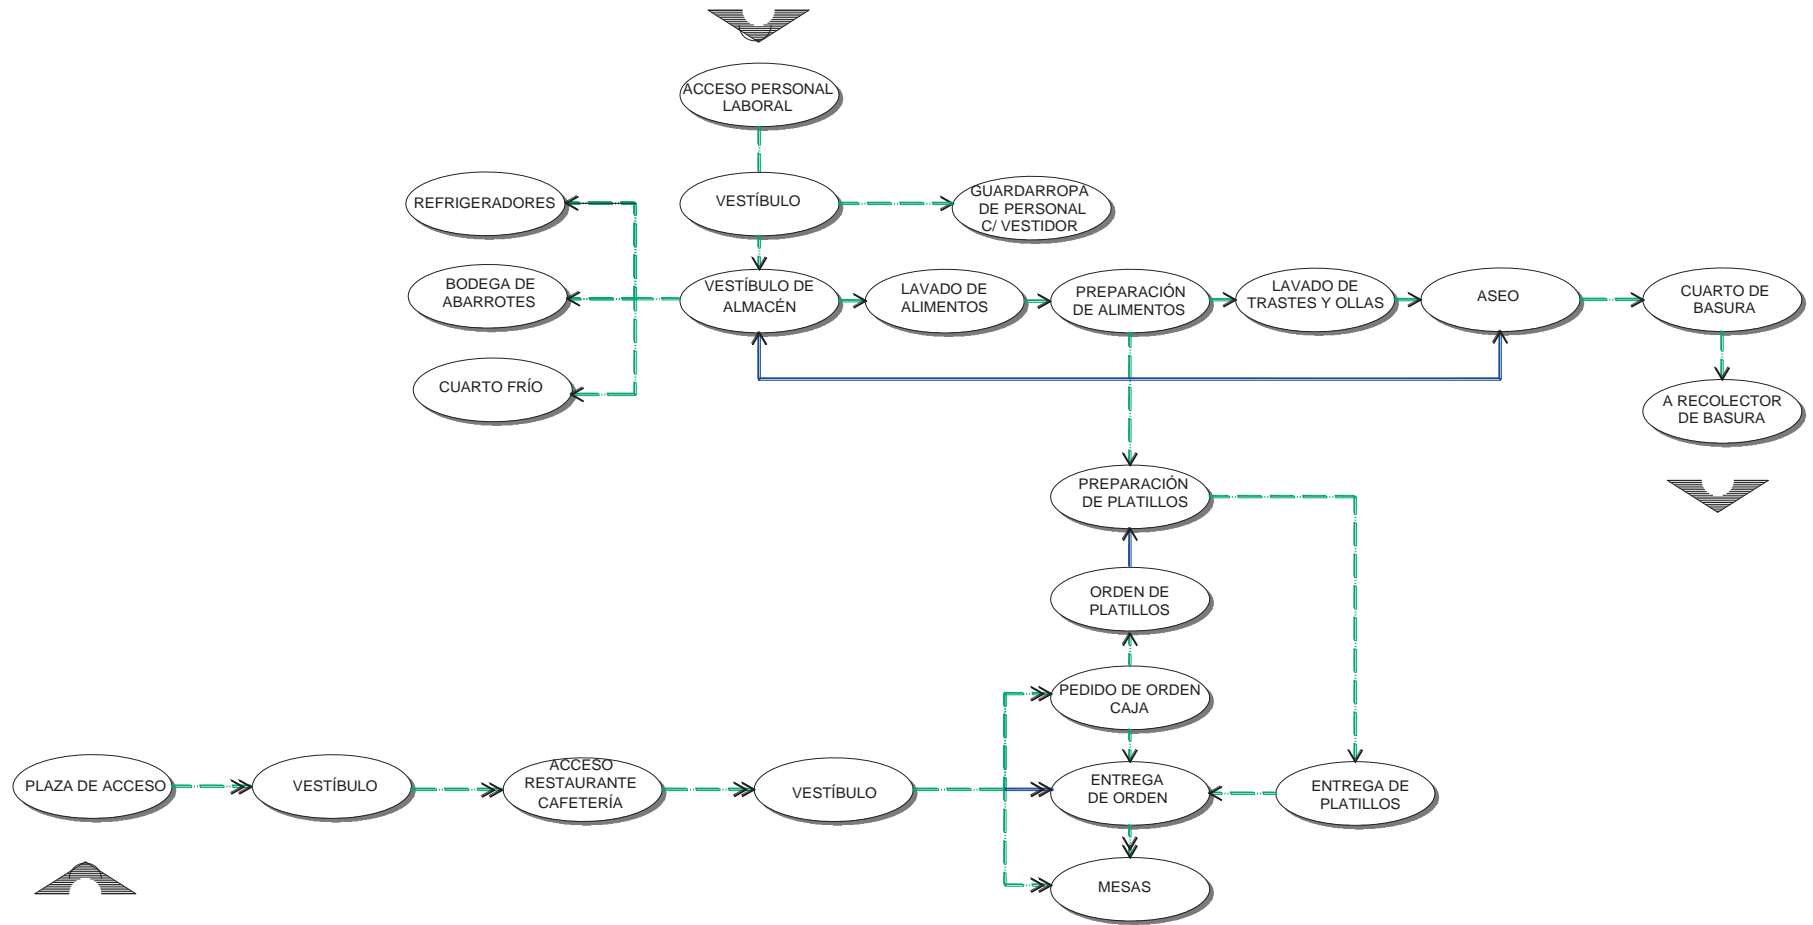 ACCESO PERSONAL
LABORAL
REFRIGERADORES
VESTÍBULO
GUARDARROPA
DE PERSONAL
C/ VESTIDOR
BODEGA DE
ABARROTES
VESTÍBULO DE
ALMACÉN
LAVADO DE
ALIMENTOS
PREPARACIÓN
DE ALIMENTOS
LAVADO DE
TRASTES Y OLLAS
ASEO
CUARTO DE
BASURA
CUARTO FRÍO
A RECOLECTOR
DE BASURA
PREPARACIÓN
DE PLATILLOS
ORDEN DE
PLATILLOS
PEDIDO DE ORDEN
CAJA
PLAZA DE ACCESO
VESTÍBULO
ACCESO
RESTAURANTE
CAFETERÍA
VESTÍBULO
ENTREGA
DE ORDEN
ENTREGA DE
PLATILLOS
MESAS